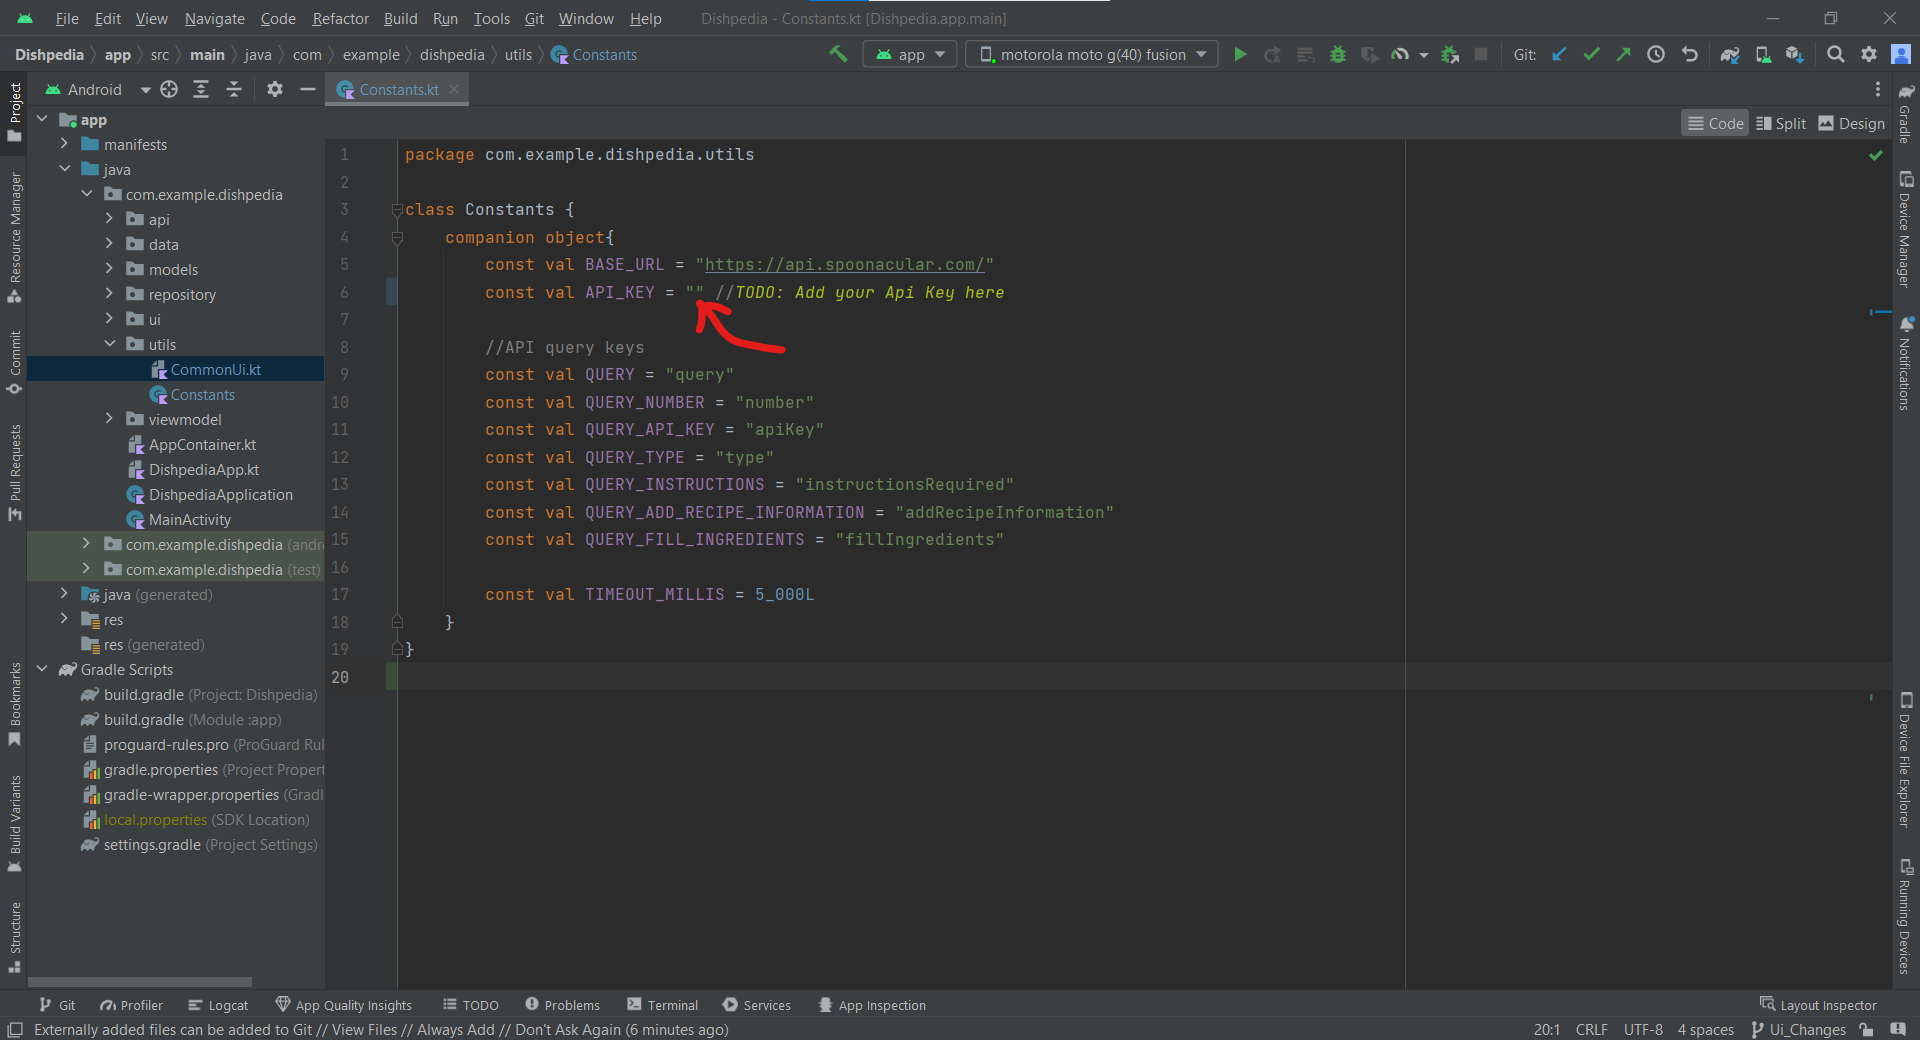 File Edit View Navigate Code Refactor Build Run Tools Git Window Help Dishpedia - Constants.kt [Dishpedia.app.main]
Dishpedia app src main java com example dishpedia utils Constants app motorola moto g(40) fusion Git:
Android Constants.kt
Code Split Design
Project
Resource Manager
Commit
Pull Requests
Bookmarks
Build Variants
Structure
app
manifests
java
com.example.dishpedia
api
data
models
repository
ui
utils
CommonUi.kt
Constants
viewmodel
AppContainer.kt
DishpediaApp.kt
DishpediaApplication
MainActivity
com.example.dishpedia (andr
com.example.dishpedia (test)
java (generated)
res
res (generated)
Gradle Scripts
build.gradle (Project: Dishpedia)
build.gradle (Module :app)
proguard-rules.pro (ProGuard Rul
gradle.properties (Project Propert
gradle-wrapper.properties (Gradl
local.properties (SDK Location)
settings.gradle (Project Settings)
1 package com.example.dishpedia.utils
2
3 class Constants {
4 companion object{
5 const val BASE_URL = "https://api.spoonacular.com/"
6 const val API_KEY = "" //TODO: Add your Api Key here
7
8 //API query keys
9 const val QUERY = "query"
10 const val QUERY_NUMBER = "number"
11 const val QUERY_API_KEY = "apiKey"
12 const val QUERY_TYPE = "type"
13 const val QUERY_INSTRUCTIONS = "instructionsRequired"
14 const val QUERY_ADD_RECIPE_INFORMATION = "addRecipeInformation"
15 const val QUERY_FILL_INGREDIENTS = "fillIngredients"
16
17 const val TIMEOUT_MILLIS = 5_000L
18 }
19 }
20
Gradle
Device Manager
Notifications
Device File Explorer
Running Devices
Git Profiler Logcat App Quality Insights TODO Problems Terminal Services App Inspection Layout Inspector
Externally added files can be added to Git // View Files // Always Add // Don't Ask Again (6 minutes ago) 20:1 CRLF UTF-8 4 spaces Ui_Changes